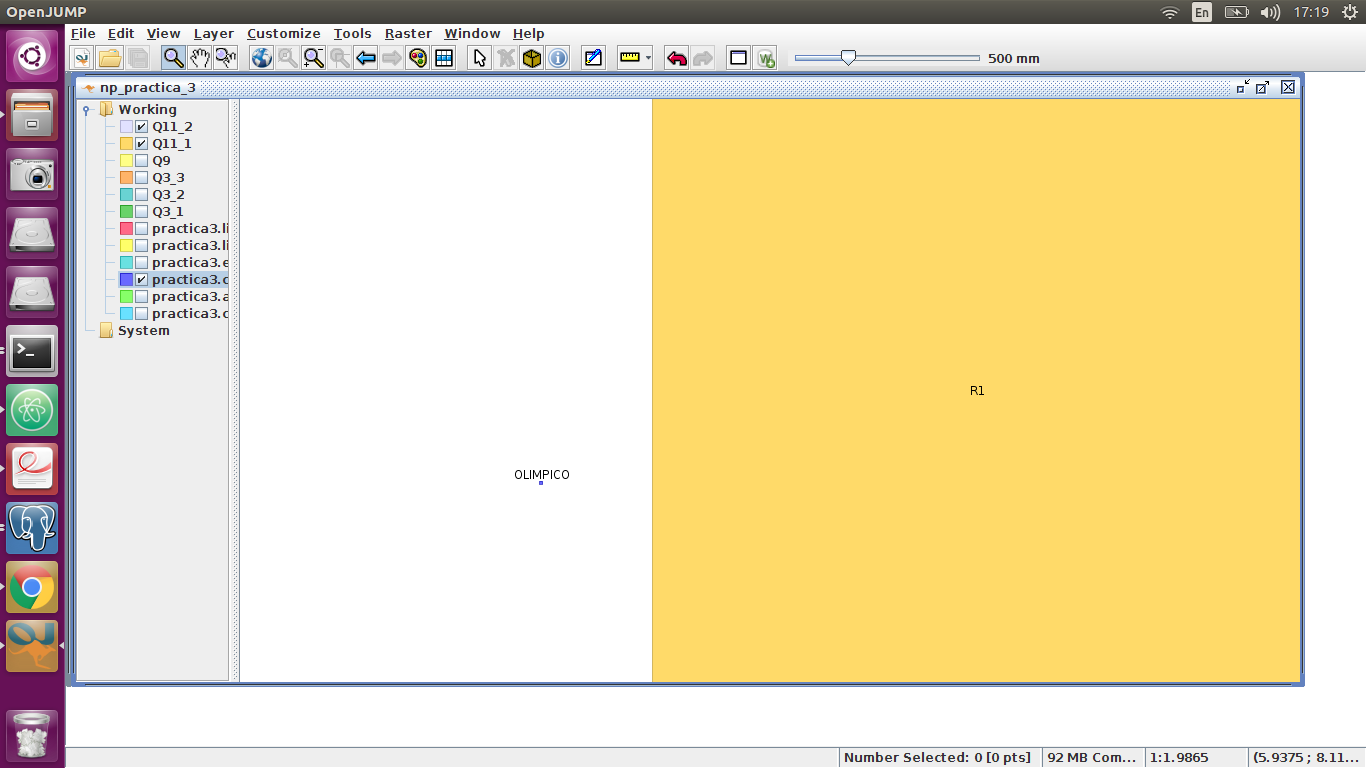 OpenJUMP
En
17:19
File Edit View Layer Customize Tools Raster Window Help
500 mm
np_practica_3
Working
Q11_2
Q11_1
Q9
Q3_3
Q3_2
Q3_1
practica3.li
practica3.li
practica3.e
practica3.c
practica3.a
practica3.c
System
R1
OLIMPICO
Number Selected: 0 [0 pts]
92 MB Com...
1:1.9865
(5.9375 ; 8.11...